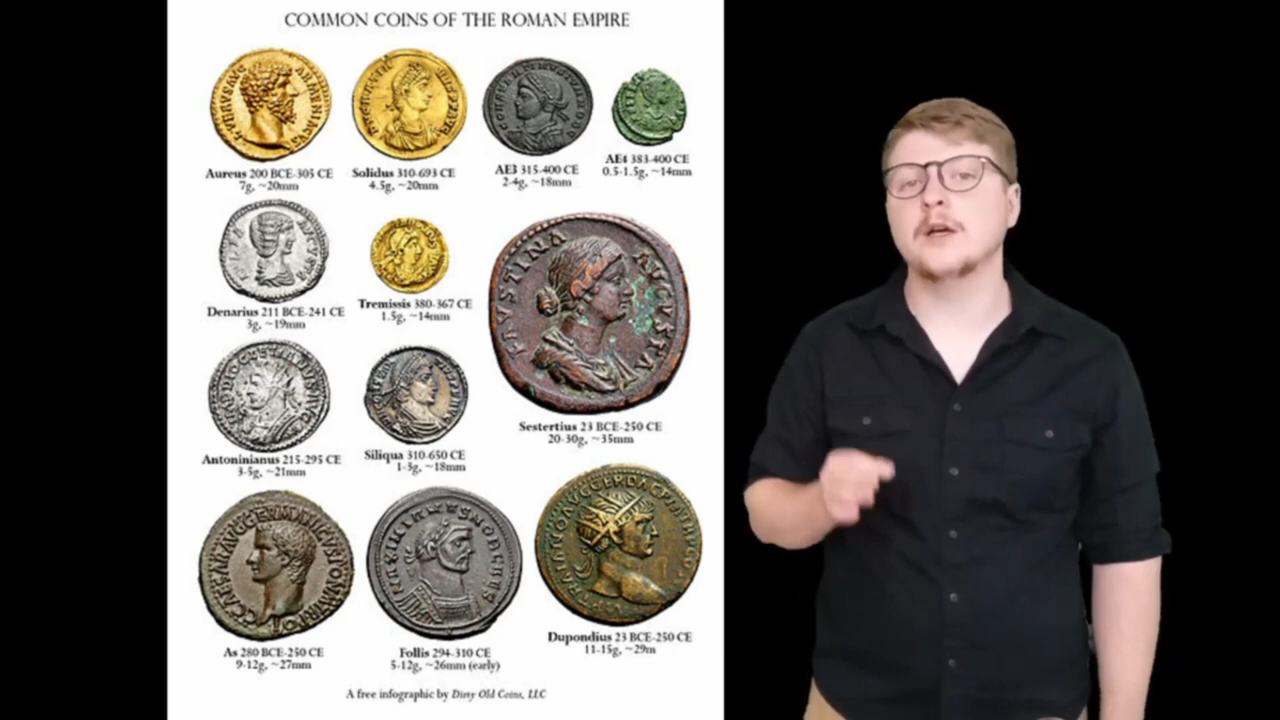 COMMON COINS OF THE ROMAN EMPIRE
Aureus 200 BCE-305 CE
7g, ~20mm
Solidus 310-693 CE
4.5g, ~20mm
AE3 315-400 CE
2-4g, ~18mm
AE4 383-400 CE
0.5-1.5g, ~14mm
Denarius 211 BCE-241 CE
3g, ~19mm
Tremissis 380-367 CE
1.5g, ~14mm
FAVSTINA AVGVSTA
Sestertius 23 BCE-250 CE
20-30g, ~35mm
Antoninianus 215-295 CE
3-5g, ~21mm
Siliqua 310-650 CE
1-3g, ~18mm
As 280 BCE-250 CE
9-12g, ~27mm
Follis 294-310 CE
5-12g, ~26mm (early)
Dupondius 23 BCE-250 CE
11-15g, ~29m
A free infographic by Dirty Old Coins, LLC